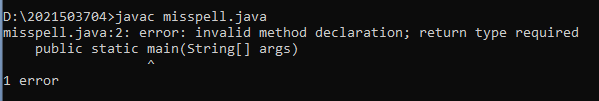 D:\2021503704>javac misspell.java
misspell.java:2: error: invalid method declaration; return type required
    public static main(String[] args)
                  ^
1 error